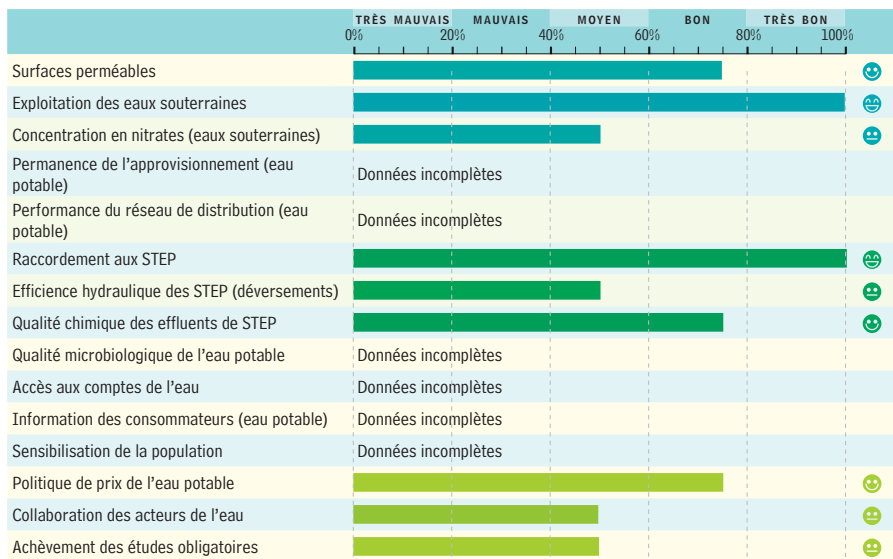 TRÈS MAUVAIS MAUVAIS MOYEN BON TRÈS BON
0% 20% 40% 60% 80% 100%
Surfaces perméables
Exploitation des eaux souterraines
Concentration en nitrates (eaux souterraines)
Permanence de l'approvisionnement (eau
potable)
Données incomplètes
Performance du réseau de distribution (eau
potable)
Données incomplètes
Raccordement aux STEP
Efficience hydraulique des STEP (déversements)
Qualité chimique des effluents de STEP
Qualité microbiologique de l'eau potable Données incomplètes
Accès aux comptes de l'eau Données incomplètes
Information des consommateurs (eau potable) Données incomplètes
Sensibilisation de la population Données incomplètes
Politique de prix de l'eau potable
Collaboration des acteurs de l'eau
Achèvement des études obligatoires